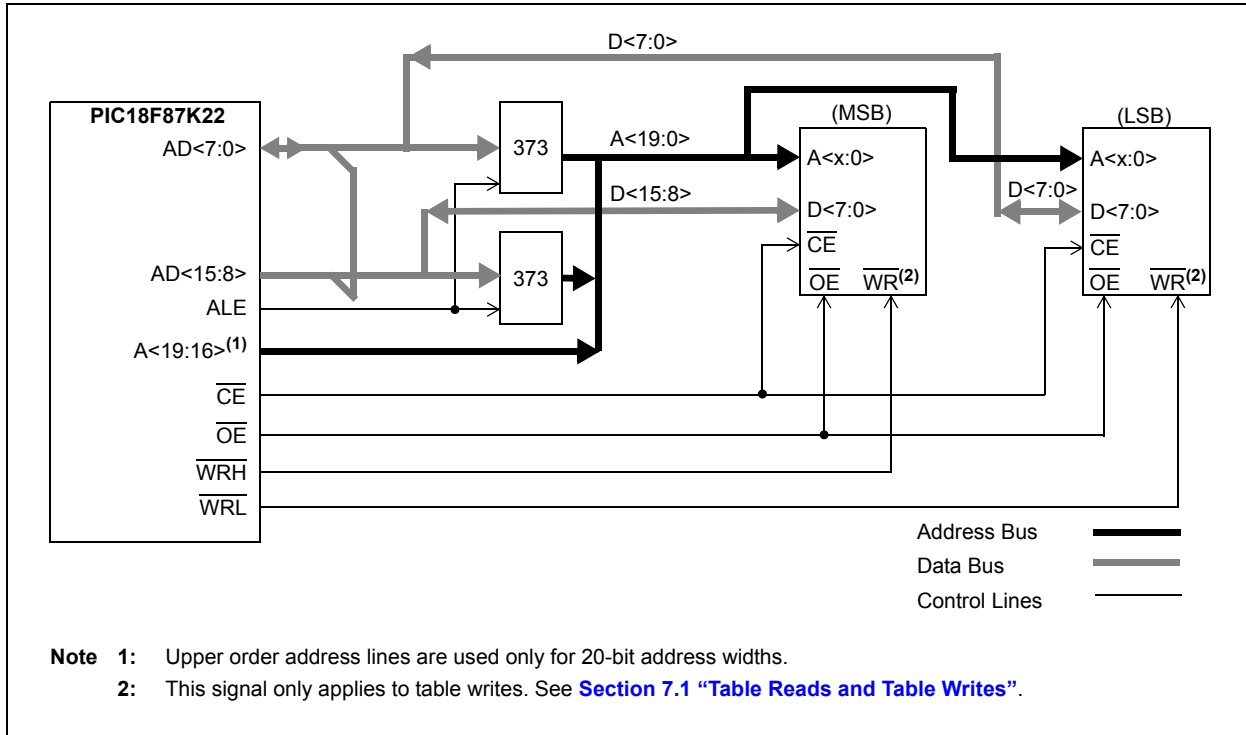 D<7:0>
PIC18F87K22
AD<7:0>
373
A<19:0>
(MSB)
A<x:0>
D<7:0>
CE
OE WR(2)
(LSB)
A<x:0>
D<7:0>
D<7:0>
CE
OE WR(2)
D<15:8>
AD<15:8>
373
ALE
A<19:16>(1)
CE
OE
WRH
WRL
Address Bus
Data Bus
Control Lines
Note 1: Upper order address lines are used only for 20-bit address widths.
2: This signal only applies to table writes. See Section 7.1 “Table Reads and Table Writes”.